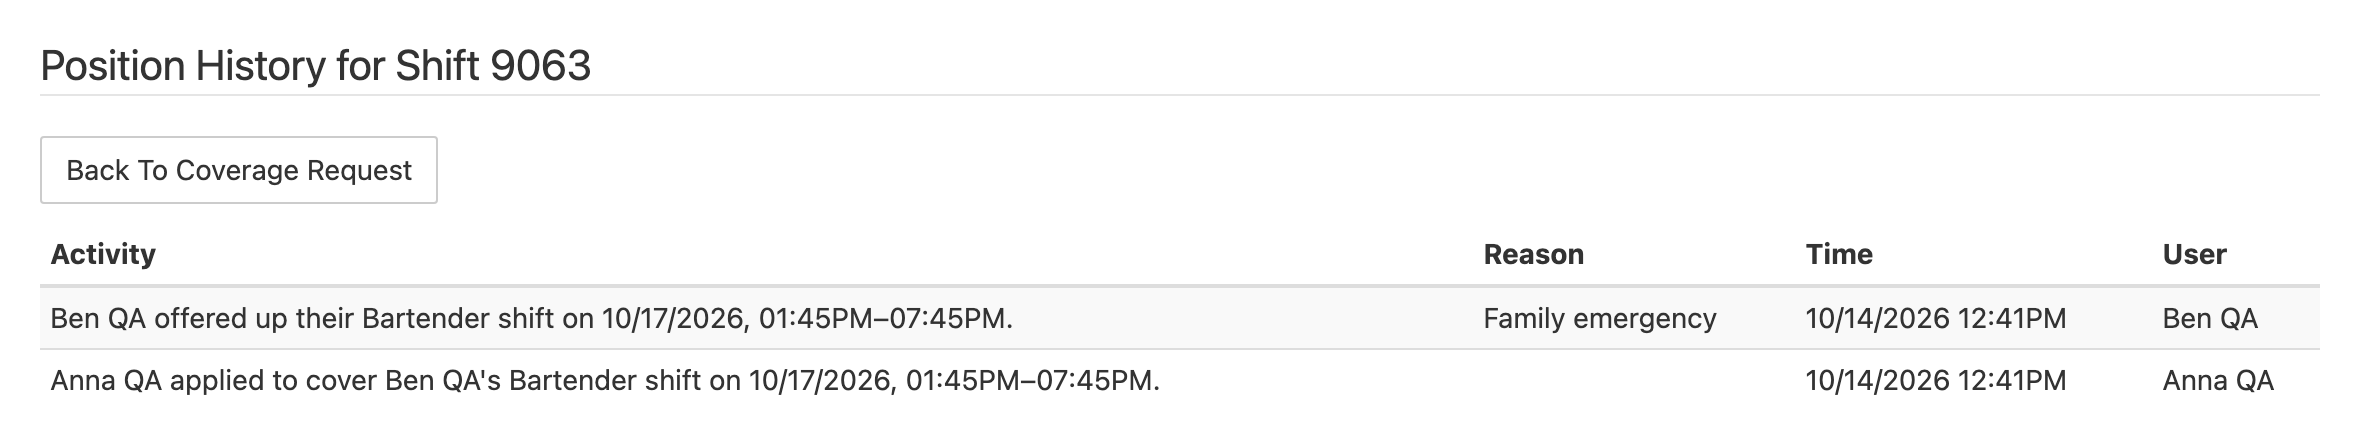 Position History for Shift 9063
Back To Coverage Request
Activity Reason Time User
Ben QA offered up their Bartender shift on 10/17/2026, 01:45PM–07:45PM. Family emergency 10/14/2026 12:41PM Ben QA
Anna QA applied to cover Ben QA's Bartender shift on 10/17/2026, 01:45PM–07:45PM. 10/14/2026 12:41PM Anna QA